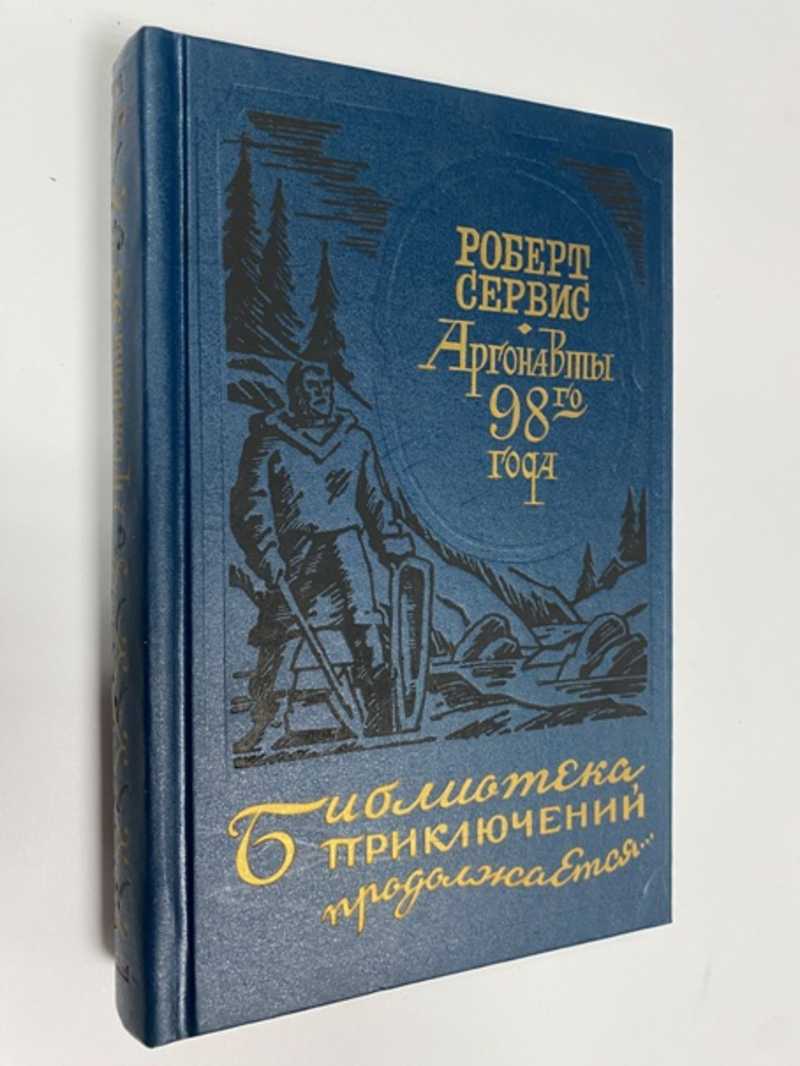 РОБЕРТ
СЕРВИС
АргонАвты
98го
годА
Библиотека
ПРИКЛЮЧЕНИЙ
продолжаЕтся...